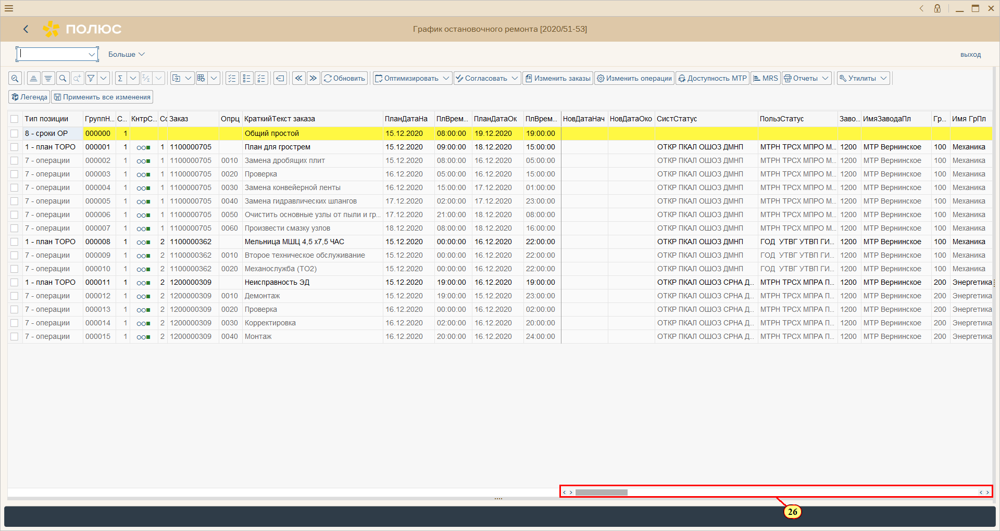 ПОЛЮС
График остановочного ремонта [2020/51-53]
Больше
выход
Обновить Оптимизировать Согласовать Изменить заказы Изменить операции Доступность МТР MRS Отчеты Утилиты
Легенда Применить все изменения
Тип позиции ГруппН... С... КнтрС... Сс Заказ Опрц КраткийТекст заказа ПланДатаНа ПлВрем... ПланДатаОк ПлВрем... НовДатаНач НовДатаОко СистСтатус ПользСтатус Заво... ИмяЗаводаПл Гр... Имя ГрПл
8 - сроки ОР 000000 1 Общий простой 15.12.2020 08:00:00 19.12.2020 19:00:00
1 - план ТОРО 000001 1 1 1100000705 План для гростpем 15.12.2020 09:00:00 18.12.2020 15:00:00 ОТКР ПКАЛ ОШОЗ ДМНП МТРН ТРСХ МПРО М... 1200 МТР Вернинское 100 Механика
7 - операции 000002 1 1 1100000705 0010 Замена дробящих плит 15.12.2020 08:00:00 16.12.2020 05:00:00 ОТКР ПКАЛ ОШОЗ ДМНП МТРН ТРСХ МПРО М... 1200 МТР Вернинское 100 Механика
7 - операции 000003 1 1 1100000705 0020 Проверка 16.12.2020 05:00:00 16.12.2020 15:00:00 ОТКР ПКАЛ ОШОЗ ДМНП МТРН ТРСХ МПРО М... 1200 МТР Вернинское 100 Механика
7 - операции 000004 1 1 1100000705 0030 Замена конвейерной ленты 16.12.2020 15:00:00 17.12.2020 01:00:00 ОТКР ПКАЛ ОШОЗ ДМНП МТРН ТРСХ МПРО М... 1200 МТР Вернинское 100 Механика
7 - операции 000005 1 1 1100000705 0040 Замена гидравлических шлангов 17.12.2020 02:00:00 17.12.2020 23:00:00 ОТКР ПКАЛ ОШОЗ ДМНП МТРН ТРСХ МПРО М... 1200 МТР Вернинское 100 Механика
7 - операции 000006 1 1 1100000705 0050 Очистить основные узлы от пыли и гр... 17.12.2020 21:00:00 18.12.2020 08:00:00 ОТКР ПКАЛ ОШОЗ ДМНП МТРН ТРСХ МПРО М... 1200 МТР Вернинское 100 Механика
7 - операции 000007 1 1 1100000705 0060 Произвести смазку узлов 18.12.2020 08:00:00 18.12.2020 16:00:00 ОТКР ПКАЛ ОШОЗ ДМНП МТРН ТРСХ МПРО М... 1200 МТР Вернинское 100 Механика
1 - план ТОРО 000008 1 2 1100000362 Мельница МШЦ 4,5 х7,5 ЧАС 15.12.2020 00:00:00 16.12.2020 22:00:00 ОТКР ПКАЛ ОШОЗ ДМНП ГОД УТВГ УТВП ГИ... 1200 МТР Вернинское 100 Механика
7 - операции 000009 1 2 1100000362 0010 Второе техническое обслуживание 15.12.2020 00:00:00 16.12.2020 22:00:00 ОТКР ПКАЛ ОШОЗ ДМНП ГОД УТВГ УТВП ГИ... 1200 МТР Вернинское 100 Механика
7 - операции 000010 1 2 1100000362 0020 Механослужба (ТО2) 15.12.2020 00:00:00 16.12.2020 22:00:00 ОТКР ПКАЛ ОШОЗ ДМНП ГОД УТВГ УТВП ГИ... 1200 МТР Вернинское 100 Механика
1 - план ТОРО 000011 1 2 1200000309 Неисправность ЭД 15.12.2020 19:00:00 16.12.2020 19:00:00 ОТКР ПКАЛ ОШОЗ СРНА Д... МТРН ТРСХ МПРА П... 1200 МТР Вернинское 200 Энергетика
7 - операции 000012 1 2 1200000309 0010 Демонтаж 15.12.2020 19:00:00 15.12.2020 23:00:00 ОТКР ПКАЛ ОШОЗ СРНА Д... МТРН ТРСХ МПРА П... 1200 МТР Вернинское 200 Энергетика
7 - операции 000013 1 2 1200000309 0020 Проверка 16.12.2020 00:00:00 16.12.2020 02:00:00 ОТКР ПКАЛ ОШОЗ СРНА Д... МТРН ТРСХ МПРА П... 1200 МТР Вернинское 200 Энергетика
7 - операции 000014 1 2 1200000309 0030 Корректировка 16.12.2020 02:00:00 16.12.2020 20:00:00 ОТКР ПКАЛ ОШОЗ СРНА Д... МТРН ТРСХ МПРА П... 1200 МТР Вернинское 200 Энергетика
7 - операции 000015 1 2 1200000309 0040 Монтаж 16.12.2020 20:00:00 16.12.2020 24:00:00 ОТКР ПКАЛ ОШОЗ СРНА Д... МТРН ТРСХ МПРА П... 1200 МТР Вернинское 200 Энергетика
26